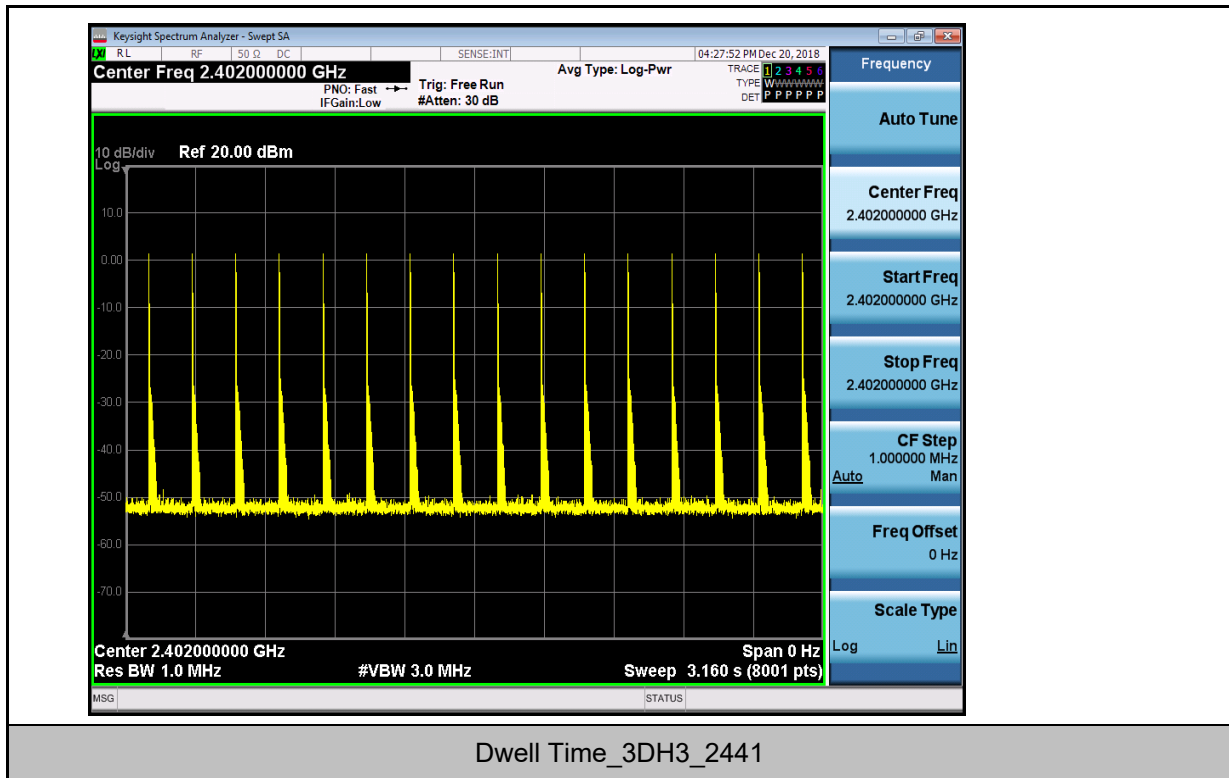 Keysight Spectrum Analyzer - Swept SA
LXI RL RF 50 Ω DC SENSE:INT 04:27:52 PM Dec 20, 2018
Center Freq 2.402000000 GHz
PNO: Fast
IFGain:Low
Trig: Free Run
#Atten: 30 dB
Avg Type: Log-Pwr
TRACE 1 2 3 4 5 6
TYPE WWWWWW
DET P P P P P P
10 dB/div Ref 20.00 dBm
Log
10.0
0.00
-10.0
-20.0
-30.0
-40.0
-50.0
-60.0
-70.0
Center 2.402000000 GHz Span 0 Hz
Res BW 1.0 MHz #VBW 3.0 MHz Sweep 3.160 s (8001 pts)
MSG STATUS
Frequency
Auto Tune
Center Freq
2.402000000 GHz
Start Freq
2.402000000 GHz
Stop Freq
2.402000000 GHz
CF Step
1.000000 MHz
Auto Man
Freq Offset
0 Hz
Scale Type
Log Lin
Dwell Time_3DH3_2441